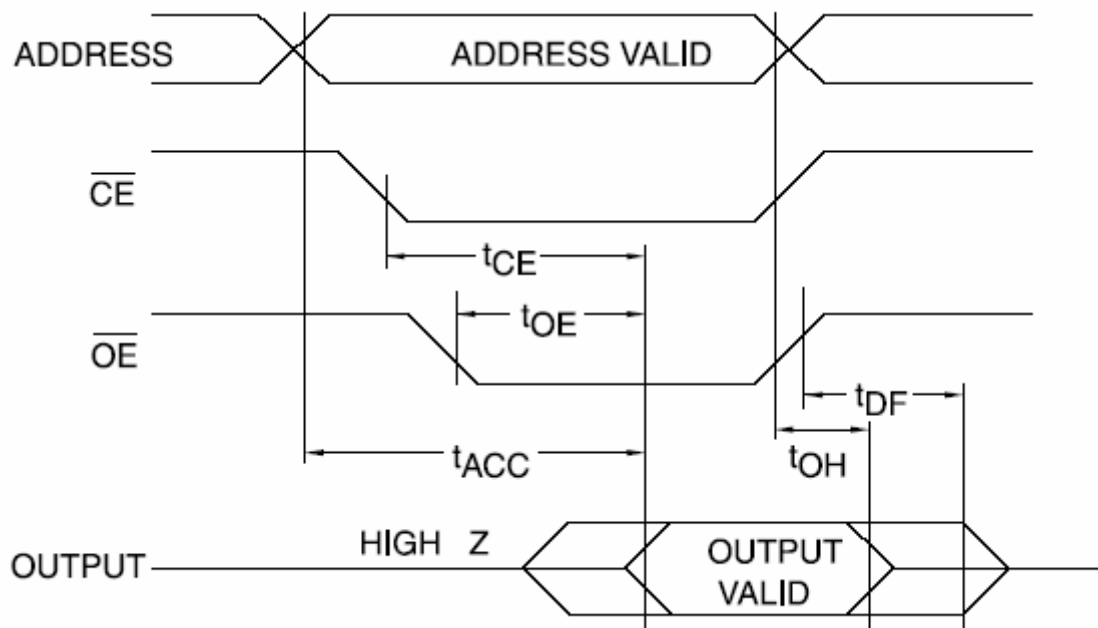 ADDRESS
ADDRESS VALID
CE
tCE
OE
tOE
tDF
tACC
tOH
OUTPUT
HIGH Z
OUTPUT
VALID